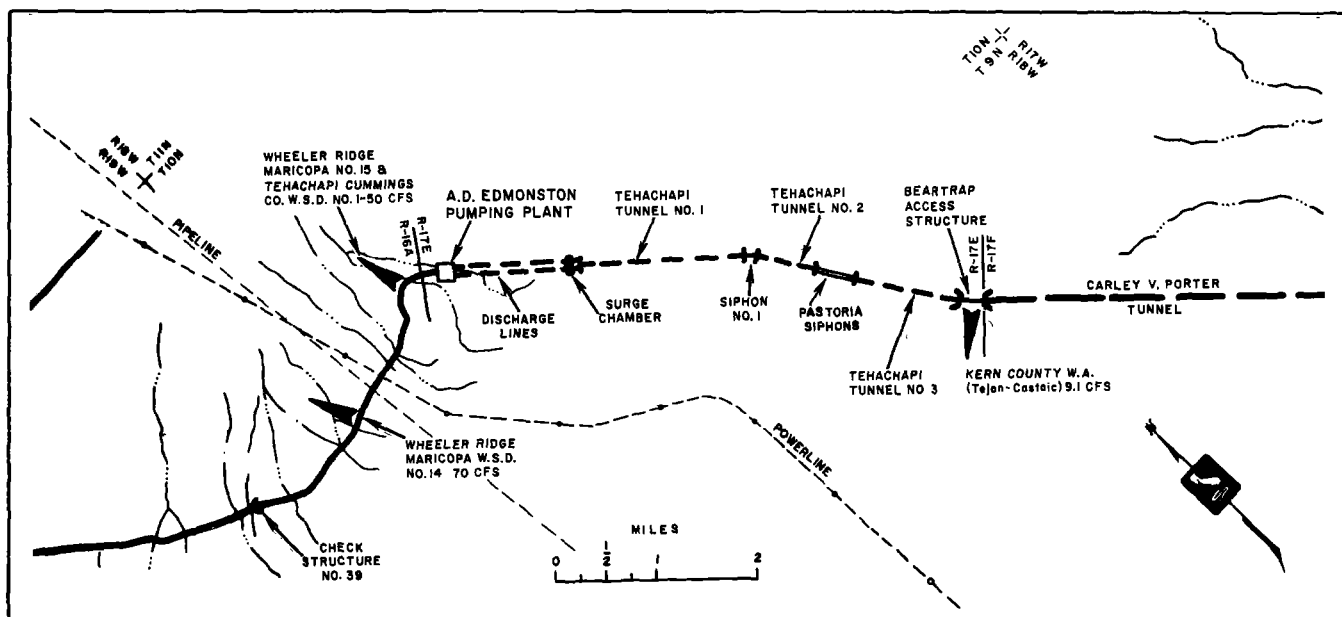 T10N R17W
T9N R18W
R18W T11N
R19W T10N
WHEELER RIDGE
MARICOPA NO. 15 &
TEHACHAPI CUMMINGS
CO. W.S.D. NO. 1-50 CFS
R-17E
R-16A
A.D. EDMONSTON
PUMPING PLANT
TEHACHAPI
TUNNEL NO. 1
TEHACHAPI
TUNNEL NO. 2
BEARTRAP
ACCESS
STRUCTURE
R-17E
R-17F
PIPELINE
DISCHARGE
LINES
SURGE
CHAMBER
SIPHON
NO. 1
PASTORIA
SIPHONS
CARLEY V. PORTER
TUNNEL
TEHACHAPI
TUNNEL NO 3
KERN COUNTY W.A.
(Tejon-Castaic) 9.1 CFS
WHEELER RIDGE
MARICOPA W.S.D.
NO. 14 70 CFS
POWERLINE
CHECK
STRUCTURE
NO. 39
MILES
0 1/2 1 2